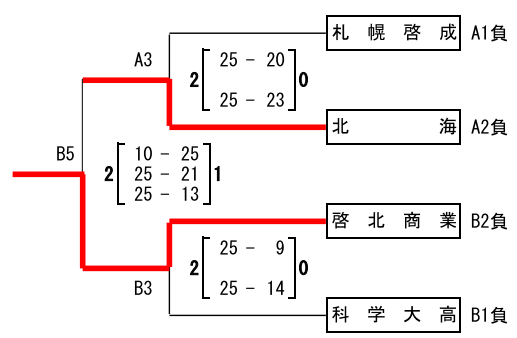 札幌啓成 A1負
A3
2 25 - 20 0
25 - 23
北海 A2負
B5
10 - 25
2 25 - 21 1
25 - 13
啓北商業 B2負
25 - 9
2 0
25 - 14
B3
科学大高 B1負